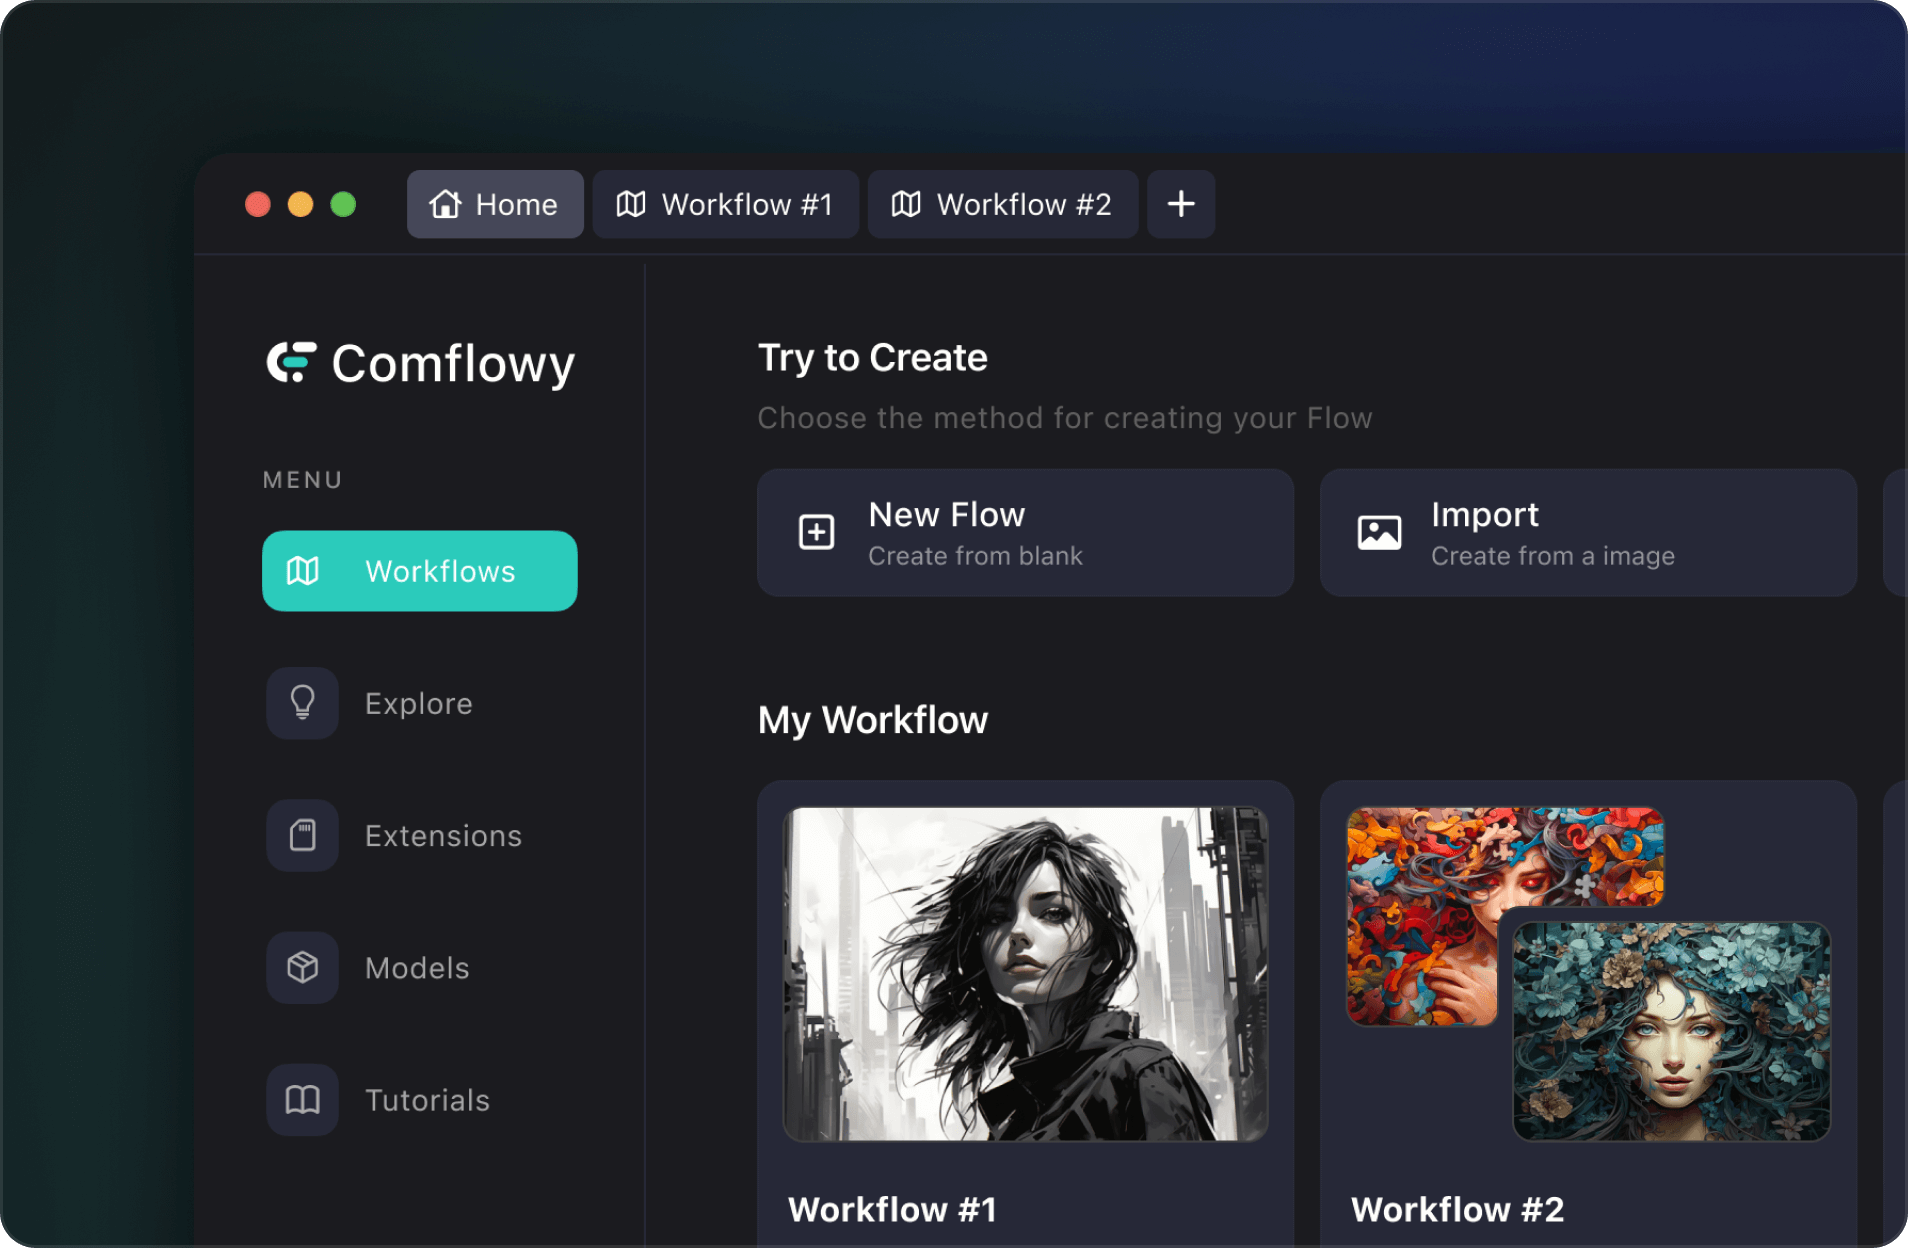 Home
Workflow #1
Workflow #2
Comflowy
MENU
Workflows
Explore
Extensions
Models
Tutorials
Try to Create
Choose the method for creating your Flow
New Flow
Create from blank
Import
Create from a image
My Workflow
Workflow #1
Workflow #2